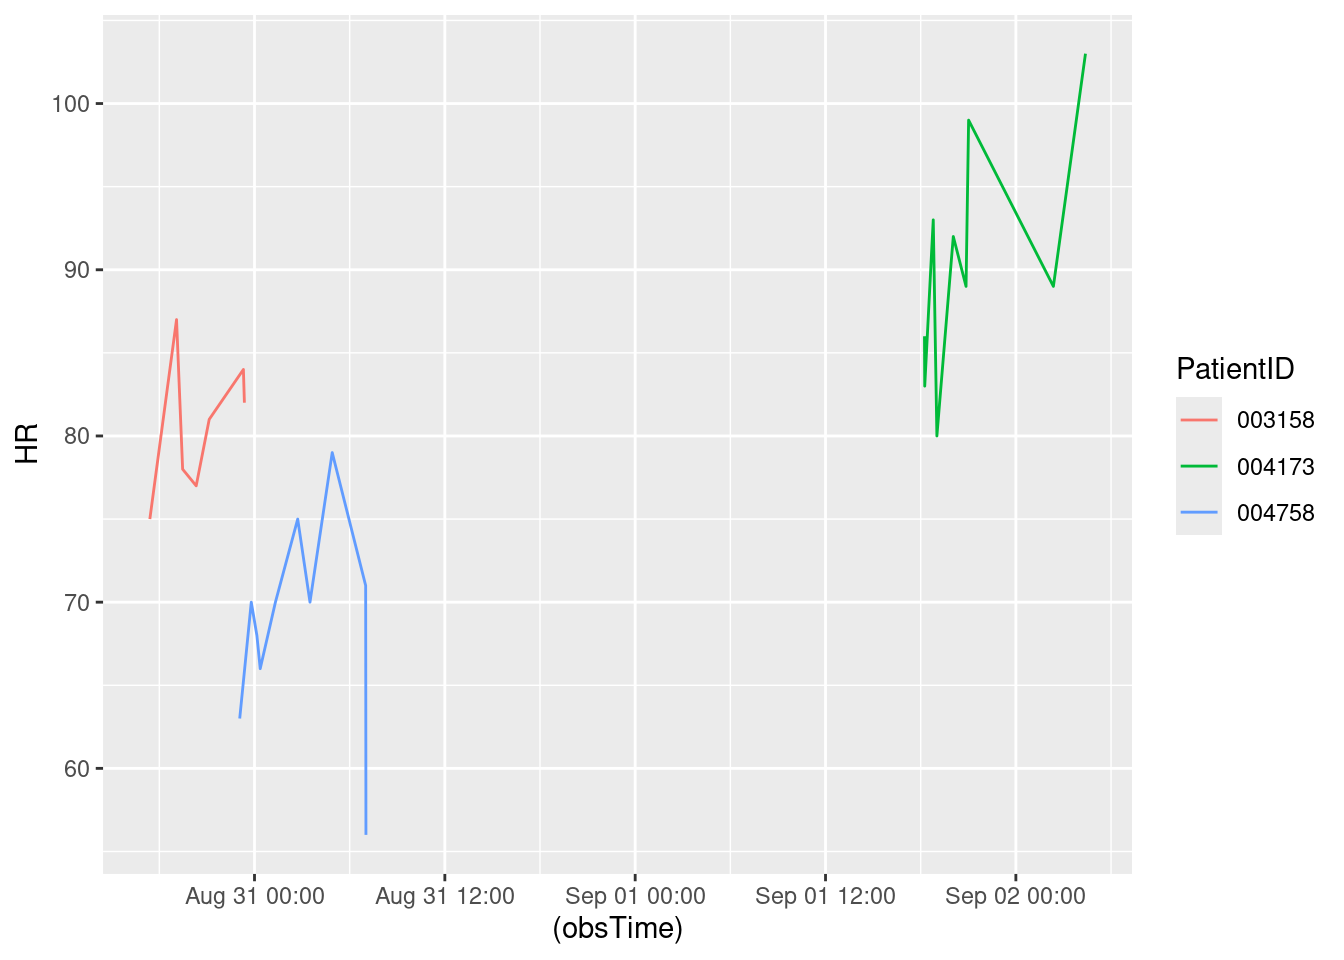 100
90
80
70
60
HR
Aug 31 00:00
Aug 31 12:00
Sep 01 00:00
Sep 01 12:00
Sep 02 00:00
(obsTime)
PatientID
003158
004173
004758